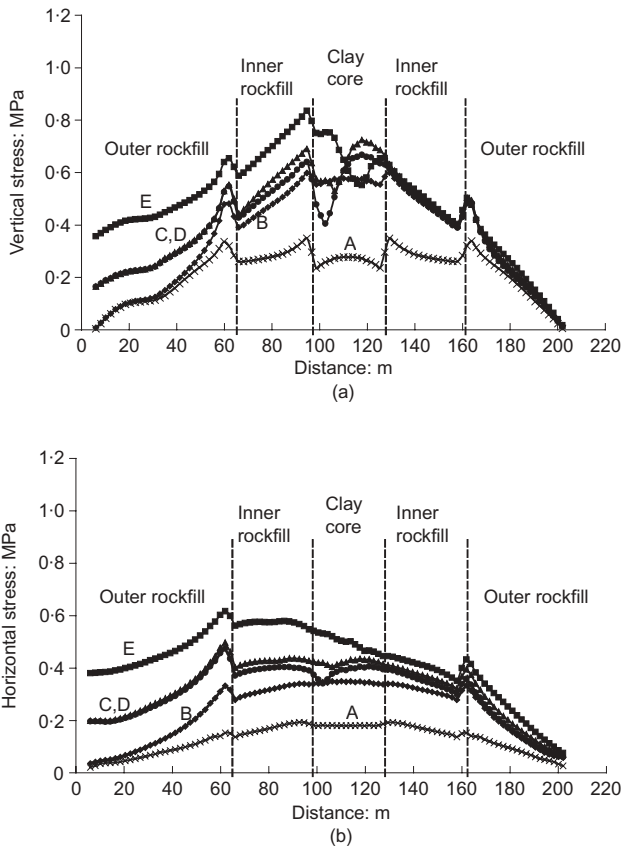 1·2
1·0
0·8
0·6
0·4
0·2
0
Vertical stress: MPa
Outer rockfill
Inner
rockfill
Clay
core
Inner
rockfill
Outer rockfill
E
C,D
B
A
0 20 40 60 80 100 120 140 160 180 200 220
Distance: m
(a)
1·2
1·0
0·8
0·6
0·4
0·2
0
Horizontal stress: MPa
Outer rockfill
Inner
rockfill
Clay
core
Inner
rockfill
Outer rockfill
E
C,D
B
A
0 20 40 60 80 100 120 140 160 180 200 220
Distance: m
(b)